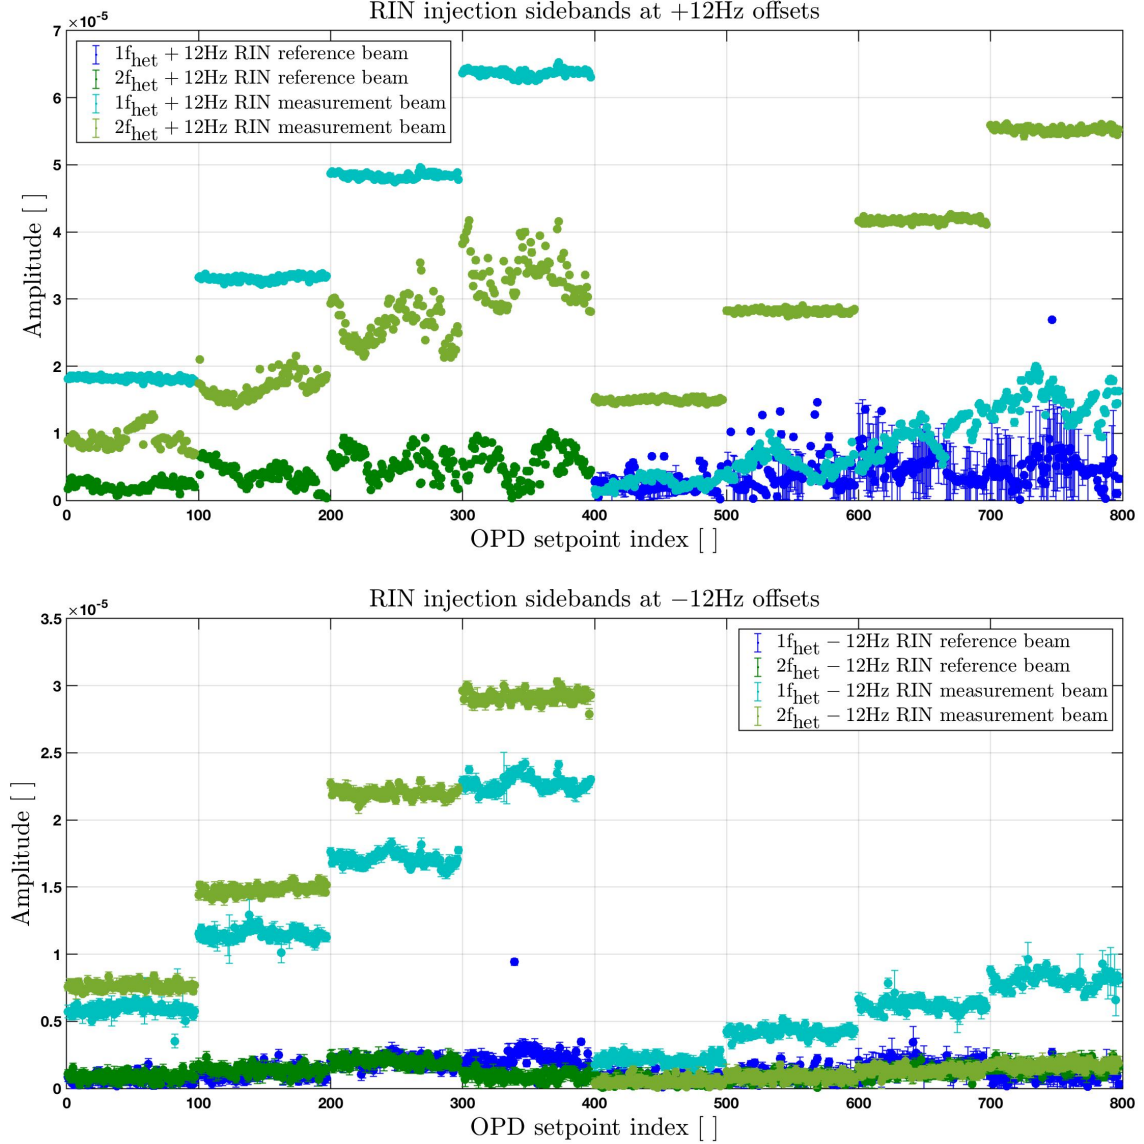 RIN injection sidebands at +12Hz offsets
×10⁻⁵
7
6
5
4
3
2
1
0
Amplitude [ ]
1f_het + 12Hz RIN reference beam
2f_het + 12Hz RIN reference beam
1f_het + 12Hz RIN measurement beam
2f_het + 12Hz RIN measurement beam
0 100 200 300 400 500 600 700 800
OPD setpoint index [ ]
RIN injection sidebands at −12Hz offsets
×10⁻⁵
3.5
3
2.5
2
1.5
1
0.5
0
Amplitude [ ]
1f_het − 12Hz RIN reference beam
2f_het − 12Hz RIN reference beam
1f_het − 12Hz RIN measurement beam
2f_het − 12Hz RIN measurement beam
0 100 200 300 400 500 600 700 800
OPD setpoint index [ ]